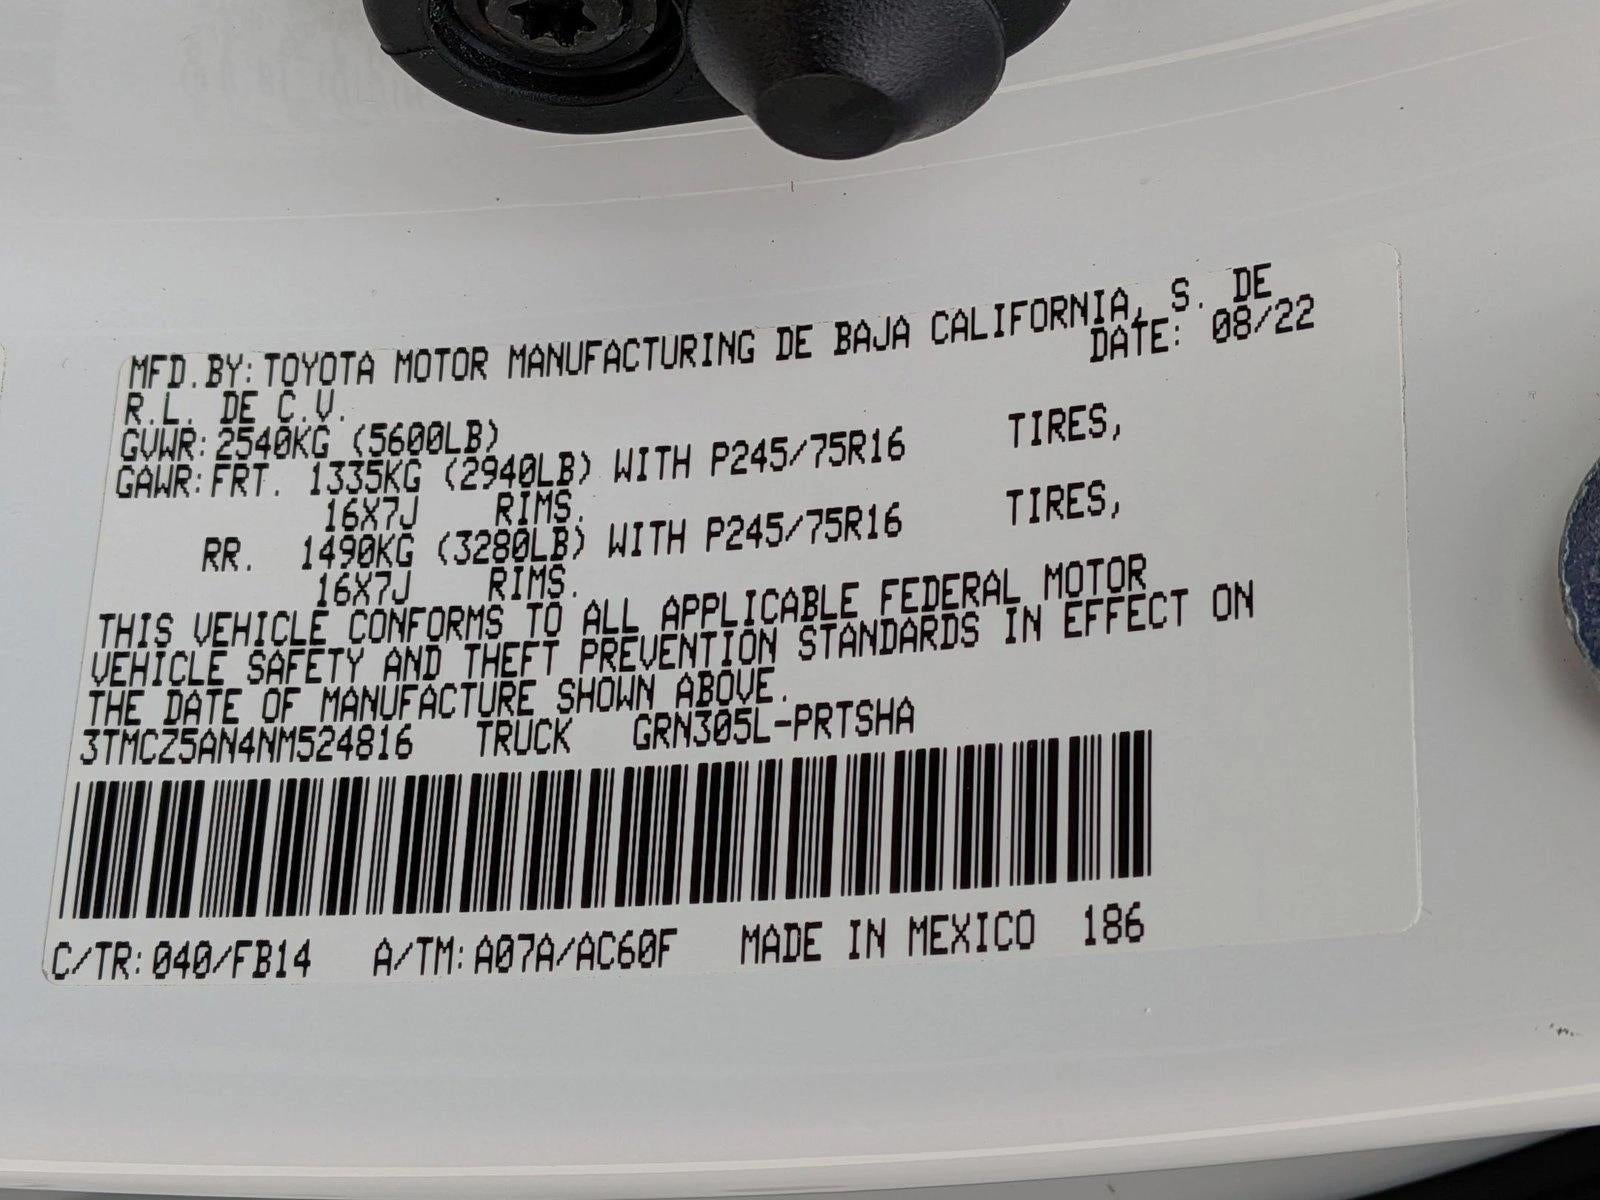 MFD.BY:TOYOTA MOTOR MANUFACTURING DE BAJA CALIFORNIA, S. DE
R.L. DE C.V. DATE: 08/22
GVWR:2540KG (5600LB)
GAWR:FRT. 1335KG (2940LB) WITH P245/75R16 TIRES,
16X7J RIMS.
RR. 1490KG (3280LB) WITH P245/75R16 TIRES,
16X7J RIMS.
THIS VEHICLE CONFORMS TO ALL APPLICABLE FEDERAL MOTOR
VEHICLE SAFETY AND THEFT PREVENTION STANDARDS IN EFFECT ON
THE DATE OF MANUFACTURE SHOWN ABOVE.
3TMCZ5AN4NM524816 TRUCK GRN305L-PRTSHA
C/TR:040/FB14 A/TM:A07A/AC60F MADE IN MEXICO 186